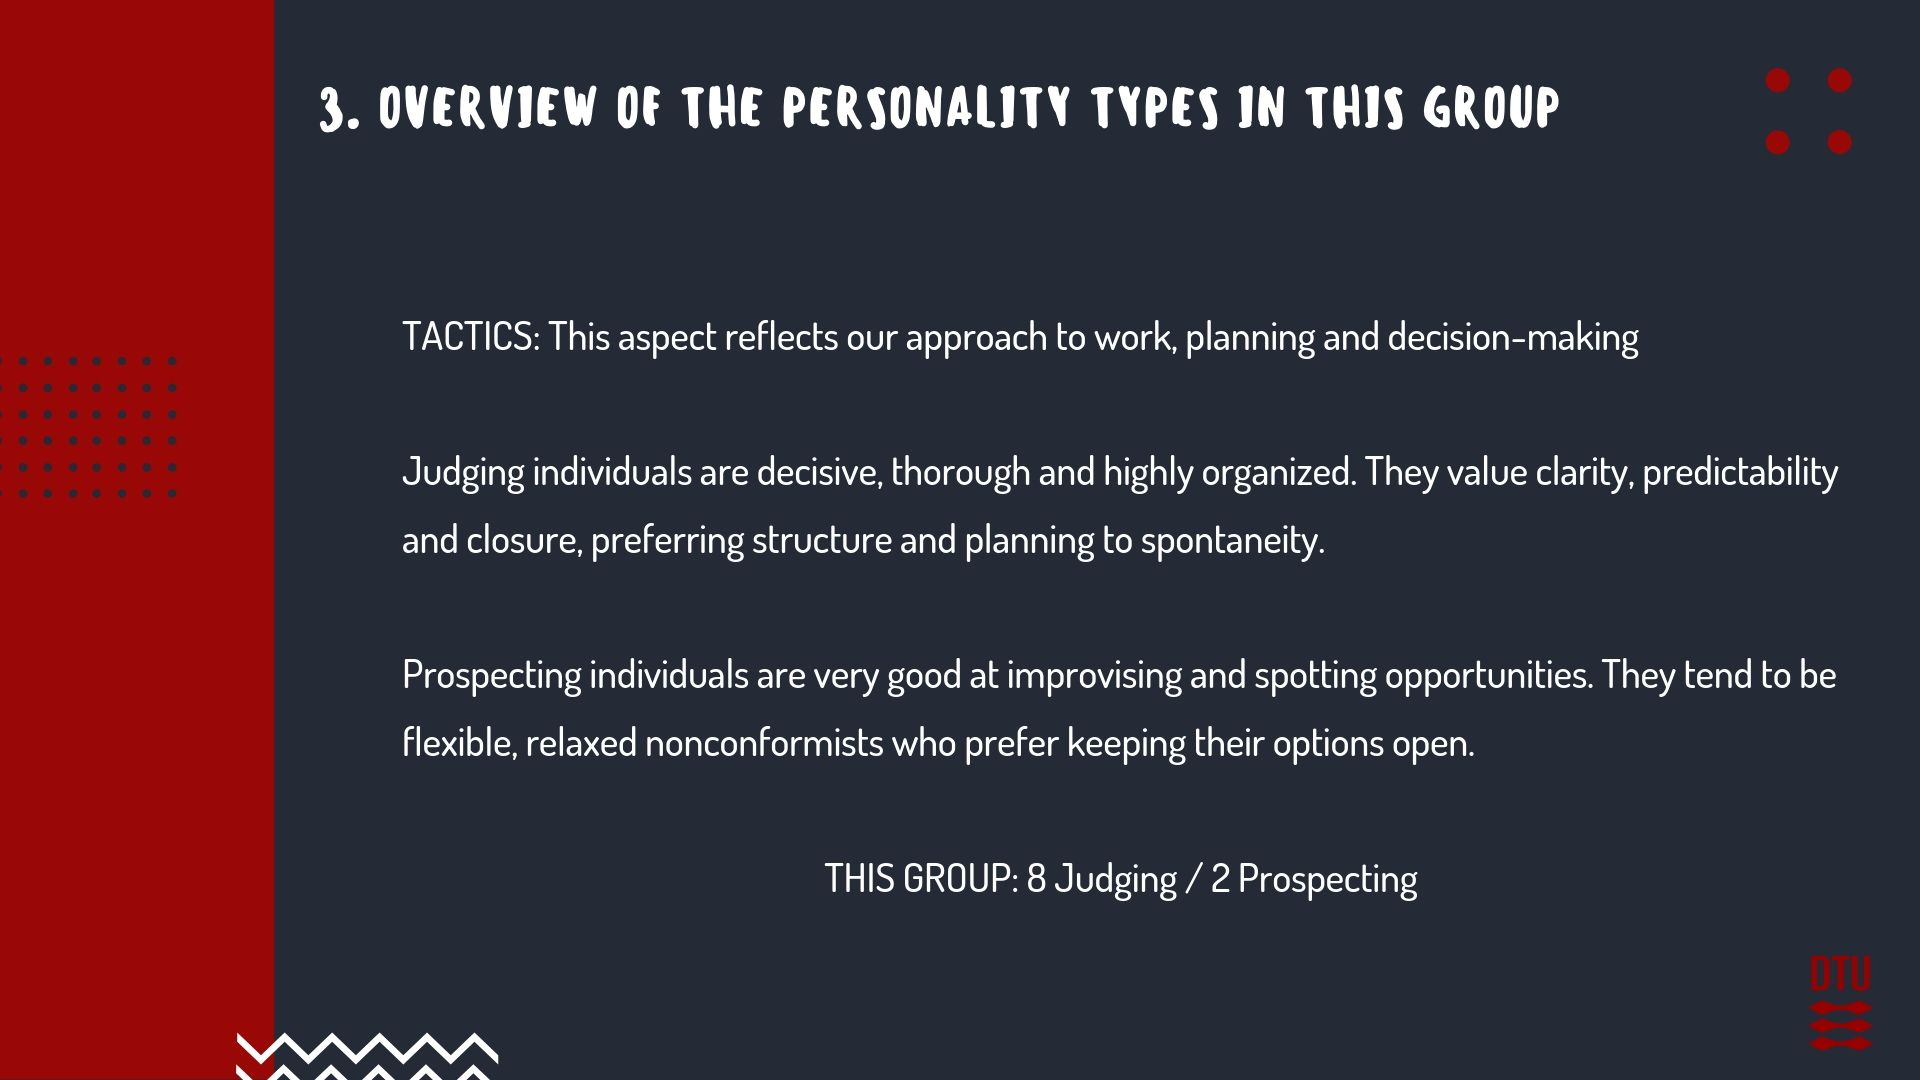 3. OVERVIEW OF THE PERSONALITY TYPES IN THIS GROUP
TACTICS: This aspect reflects our approach to work, planning and decision-making
Judging individuals are decisive, thorough and highly organized. They value clarity, predictability
and closure, preferring structure and planning to spontaneity.
Prospecting individuals are very good at improvising and spotting opportunities. They tend to be
flexible, relaxed nonconformists who prefer keeping their options open.
THIS GROUP: 8 Judging / 2 Prospecting
DTU